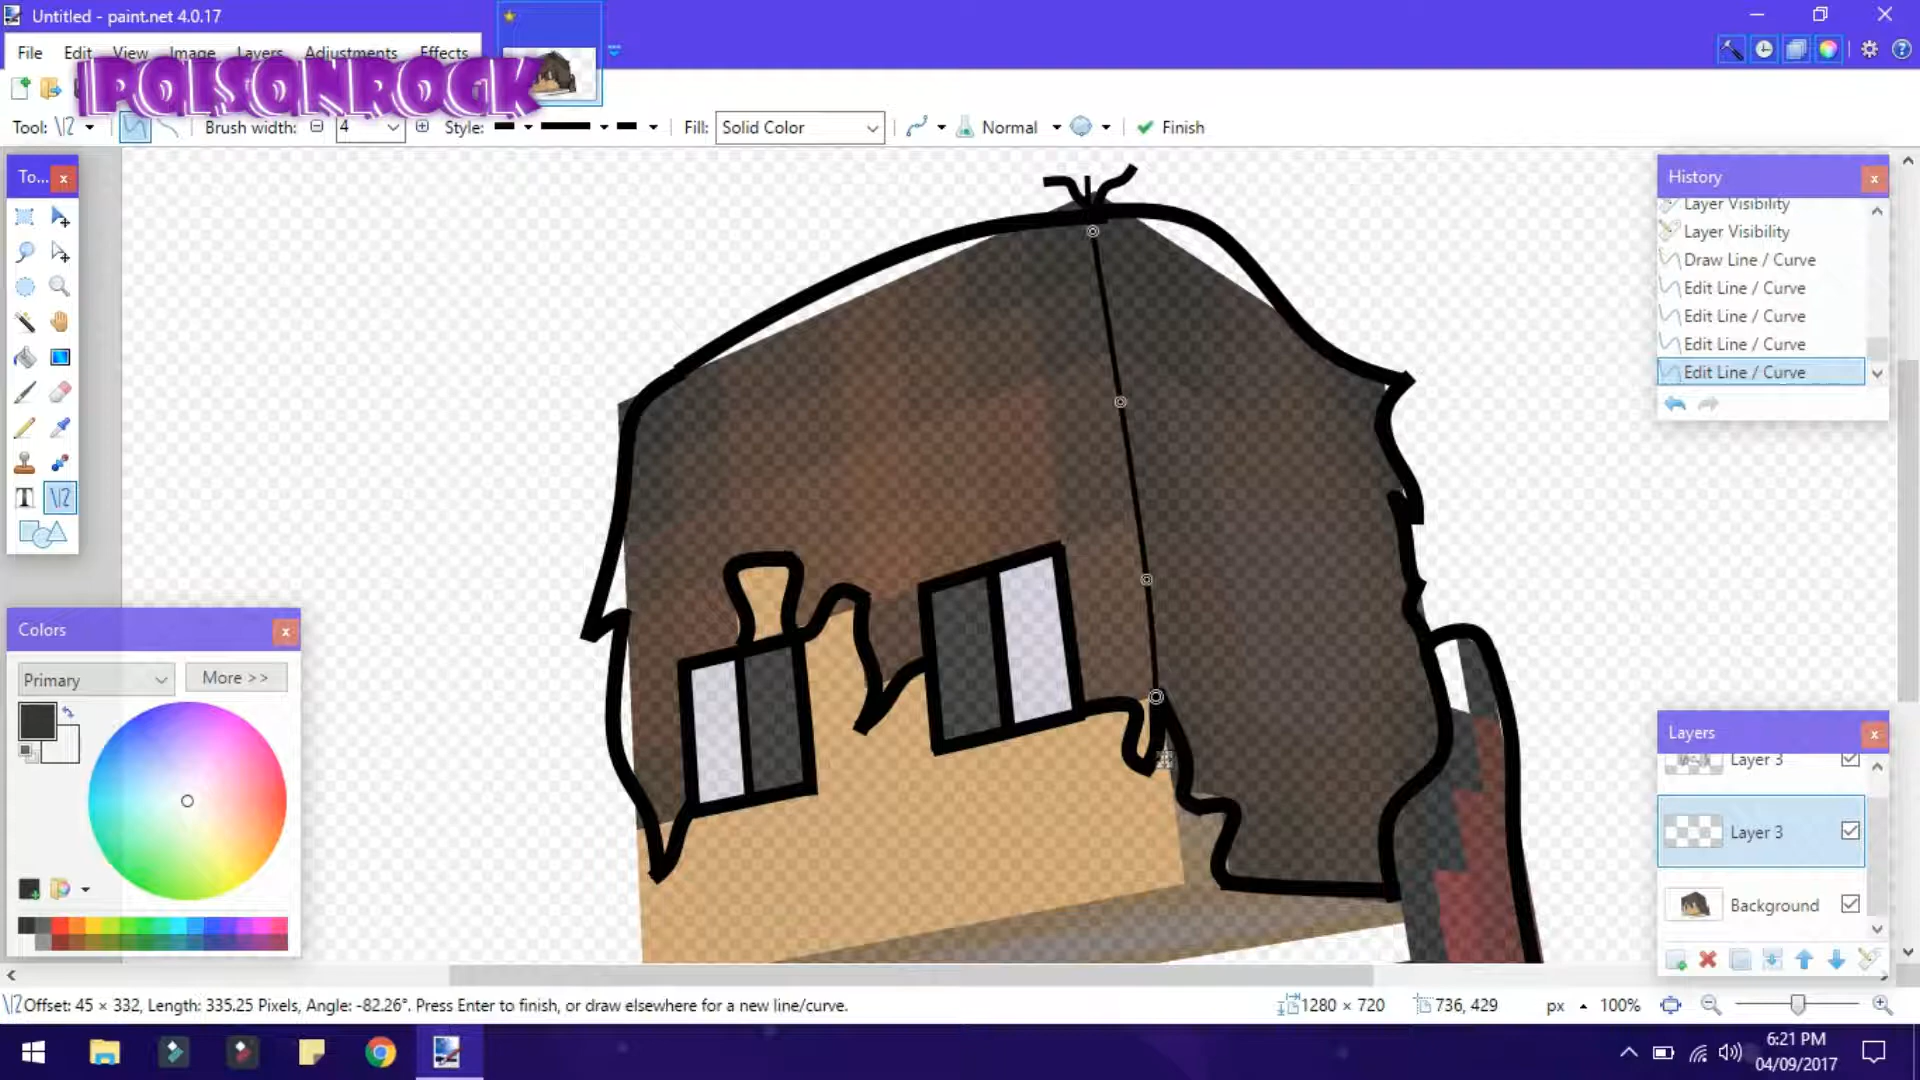 Untitled - paint.net 4.0.17
File Edit View Image Layers Adjustments Effects
IPOISONROCK
Tool: Brush width: 4 Style: Fill: Solid Color Normal Finish
To...
History
Layer Visibility
Layer Visibility
Draw Line / Curve
Edit Line / Curve
Edit Line / Curve
Edit Line / Curve
Edit Line / Curve
Colors
Primary
More >>
Layers
Layer 3
Layer 3
Background
Offset: 45 × 332, Length: 335.25 Pixels, Angle: -82.26°. Press Enter to finish, or draw elsewhere for a new line/curve.
1280 × 720
736, 429
px
100%
6:21 PM
04/09/2017